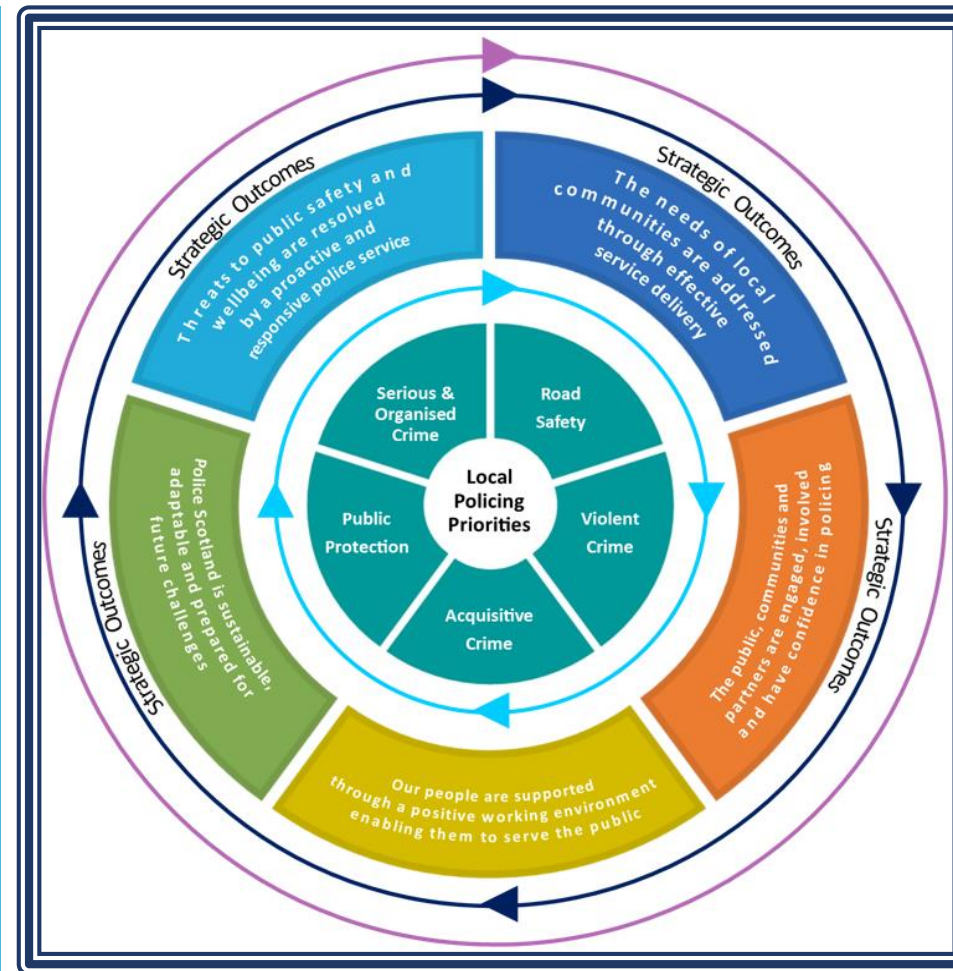 Strategic Outcomes
Threats to public safety and
wellbeing are resolved
by a proactive and
responsive police service
Strategic Outcomes
The needs of local
communities are addressed
through effective
service delivery
Strategic Outcomes
The public, communities and
partners are engaged, involved
and have confidence in policing
Our people are supported
through a positive working environment
enabling them to serve the public
Strategic Outcomes
Police Scotland is sustainable,
adaptable and prepared for
future challenges
Serious &
Organised
Crime
Road
Safety
Local
Policing
Priorities
Public
Protection
Violent
Crime
Acquisitive
Crime